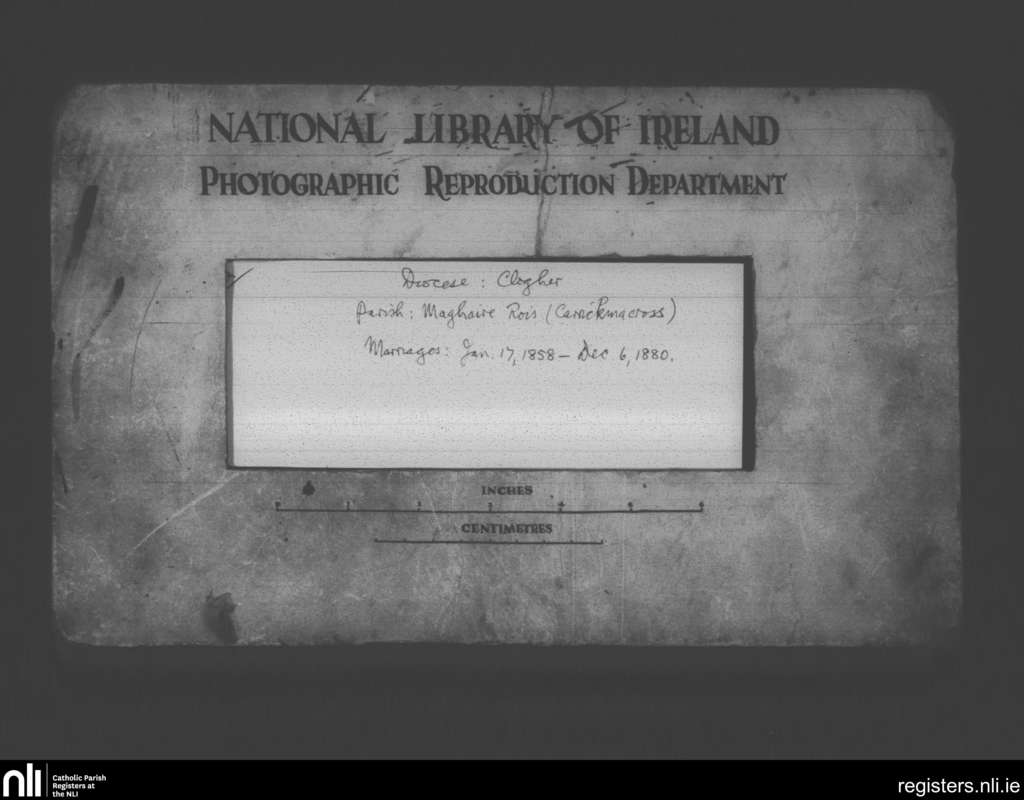 NATIONAL LIBRARY OF IRELAND
PHOTOGRAPHIC REPRODUCTION DEPARTMENT
Diocese : Clogher
Parish : Maghaire Rois (Carrickmacross)
Marriages : Jan. 17, 1858 – Dec 6, 1880.
INCHES
CENTIMETRES
nli Catholic Parish
Registers at
the NLI
registers.nli.ie